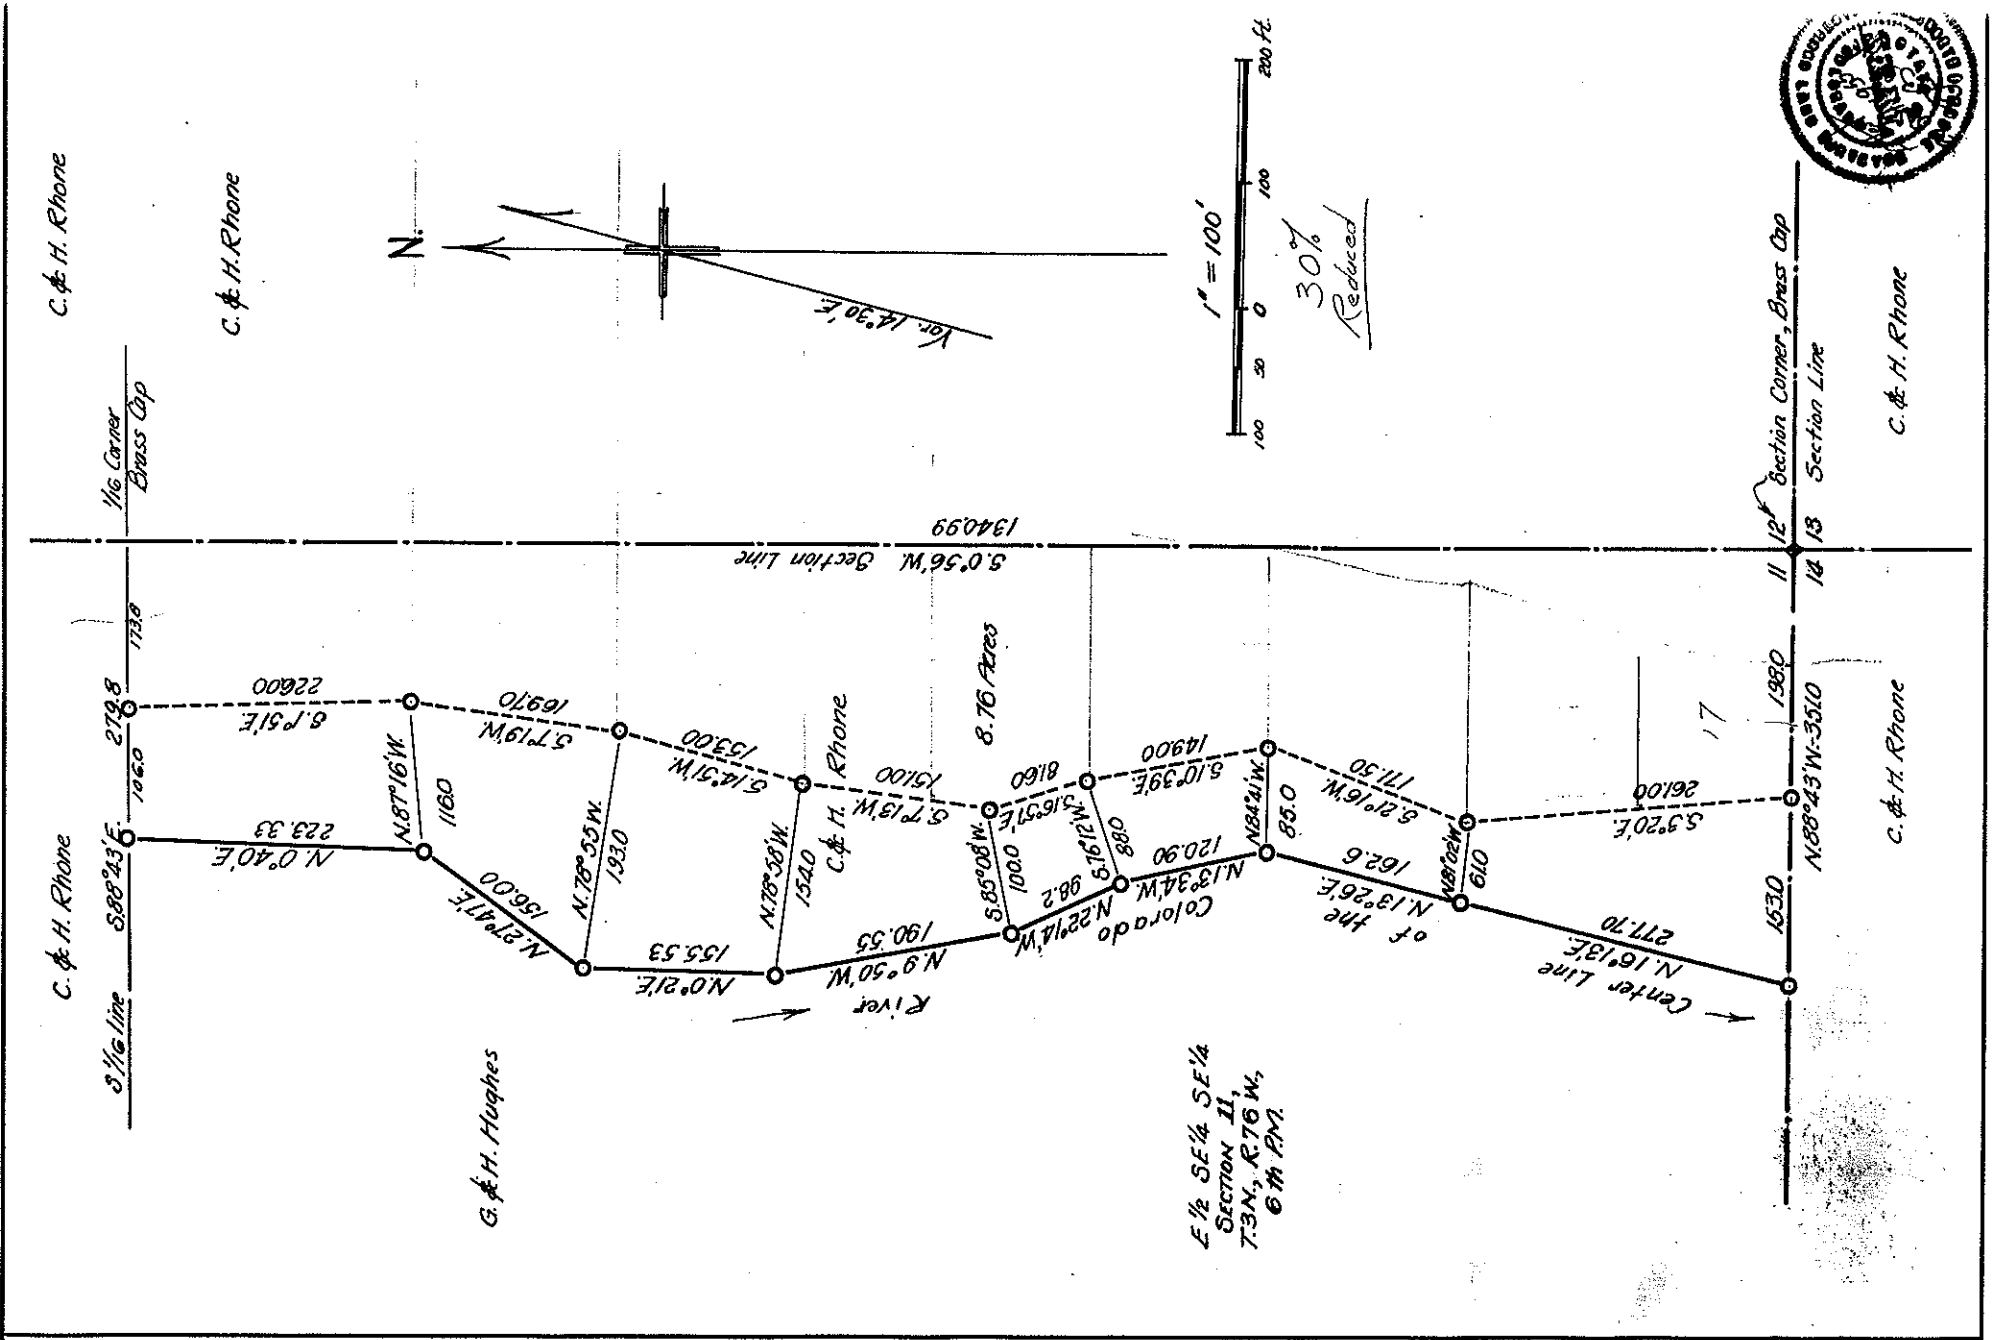 C. & H. Rhone
C. & H. Rhone
C. & H. Rhone
S 1/16 line
S.88°43'E.
279.8
106.0
173.8
1/16 Corner
Brass Cap
N.
Var. 14°30'E.
1" = 100'
100
50
0
100
200 ft.
30%
Reduced
G. & H. Hughes
N. 0°40'E.
223.33
S.1°51'E.
226.00
N.87°16'W.
116.0
N.27°47'E.
156.00
S.7°19'W.
169.70
N.78°55'W.
193.0
N.0°21'E.
155.53
S.14°51'W.
153.00
N.78°58'W.
154.0
C. & H. Rhone
N.9°50'W.
190.55
S.7°13'W.
151.00
8.76 Acres
S.85°08'W.
100.0
N.22°14'W.
98.2
S.16°51'E.
81.60
S.76°12'W.
88.0
N.13°34'W.
120.90
S.10°39'E.
149.00
N.84°41'W.
85.0
N.13°26'E.
162.6
S.21°16'W.
171.50
N.81°02'W.
61.0
N.16°13'E.
277.70
S.3°20'E.
261.00
Center Line
of the
Colorado
River
17
S.0°56'W. Section Line
1340.99
E 1/2 SE 1/4 SE 1/4
SECTION 11,
T.3N., R.76 W.,
6th P.M.
153.0
198.0
N.88°43'W.-351.0
11
12
14
13
Section Corner, Brass Cap
Section Line
C. & H. Rhone
C. & H. Rhone
LAND SURVEYOR